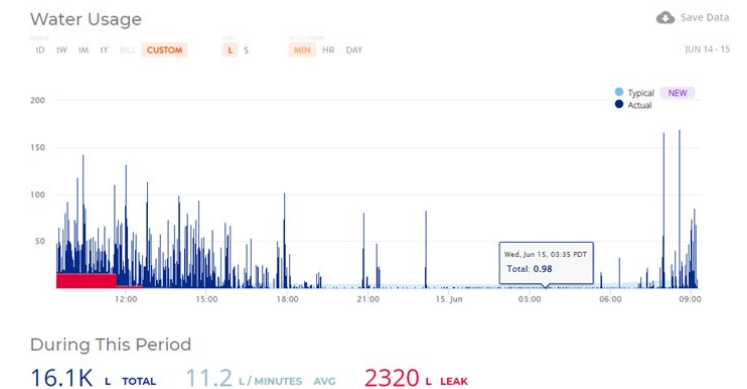 Water Usage
Save Data
1D 1W 1M 1Y BILL CUSTOM L $ MIN HR DAY JUN 14 - 15
Typical NEW
Actual
200
150
100
50
Wed, Jun 15, 03:35 PDT
Total: 0.98
12:00 15:00 18:00 21:00 15. Jun 03:00 06:00 09:00
During This Period
16.1K L TOTAL 11.2 L / MINUTES AVG 2320 L LEAK